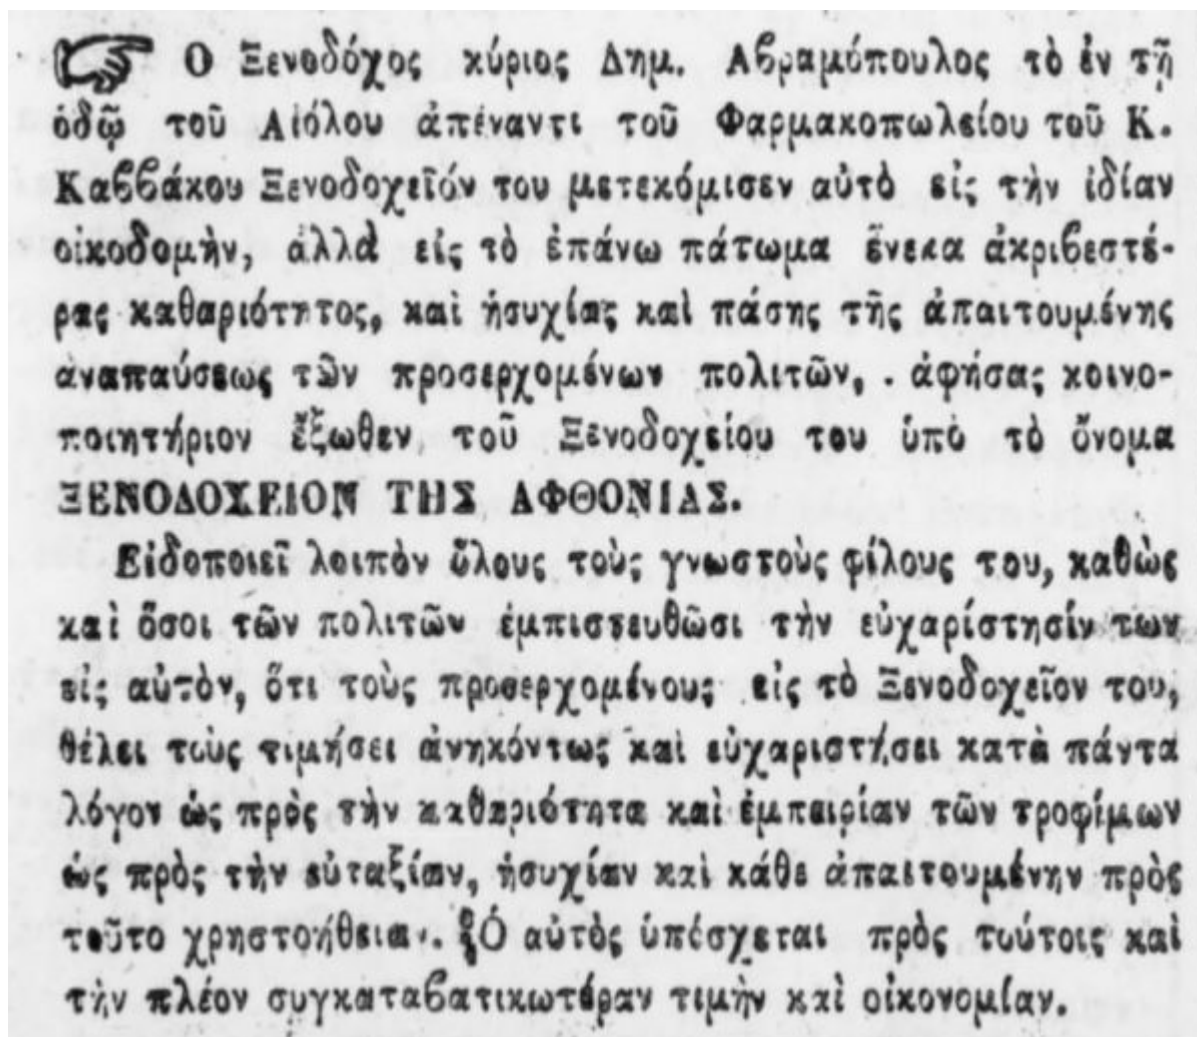 ☞ Ο Ξενοδόχος κύριος Δημ. Αβραμόπουλος τὸ ἐν τῇ
ὁδῷ τοῦ Αἰόλου ἀπέναντι τοῦ Φαρμακοπωλείου τοῦ Κ.
Καββάκου Ξενοδοχεῖόν του μετεκόμισεν αὐτὸ εἰς τὴν ἰδίαν
οἰκοδομὴν, ἀλλὰ εἰς τὸ ἐπάνω πάτωμα ἕνεκα ἀκριβεστέ-
ρας καθαριότητος, καὶ ἡσυχίας καὶ πάσης τῆς ἀπαιτουμένης
ἀναπαύσεως τῶν προσερχομένων πολιτῶν, . ἀφήσας κοινο-
ποιητήριον ἔξωθεν τοῦ Ξενοδοχείου του ὑπὸ τὸ ὄνομα
ΞΕΝΟΔΟΣΕΙΟΝ ΤΗΣ ΑΦΘΟΝΙΑΣ.
Εἰδοποιεῖ λοιπὸν ὅλους τοὺς γνωστοὺς φίλους του, καθὼς
καὶ ὅσοι τῶν πολιτῶν ἐμπιστευθῶσι τὴν εὐχαρίστησίν των
εἰς αὐτὸν, ὅτι τοὺς προσερχομένους εἰς τὸ Ξενοδοχεῖον του,
θέλει τοὺς τιμήσει ἀνηκόντως καὶ εὐχαριστήσει κατὰ πάντα
λόγον ὡς πρὸς τὴν καθαριότητα καὶ ἐμπειρίαν τῶν τροφίμων
ὡς πρὸς τὴν εὐταξίαν, ἡσυχίαν καὶ κάθε ἀπαιτουμένην πρὸς
τοῦτο χρηστοήθειαν. Ὁ αὐτὸς ὑπόσχεται πρὸς τούτοις καὶ
τὴν πλέον συγκαταβατικωτέραν τιμὴν καὶ οἰκονομίαν.